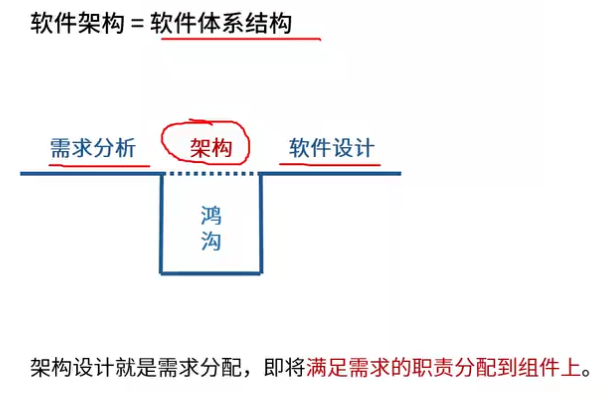 软件架构 = 软件体系结构
需求分析 架构 软件设计
鸿
沟
架构设计就是需求分配，即将满足需求的职责分配到组件上。